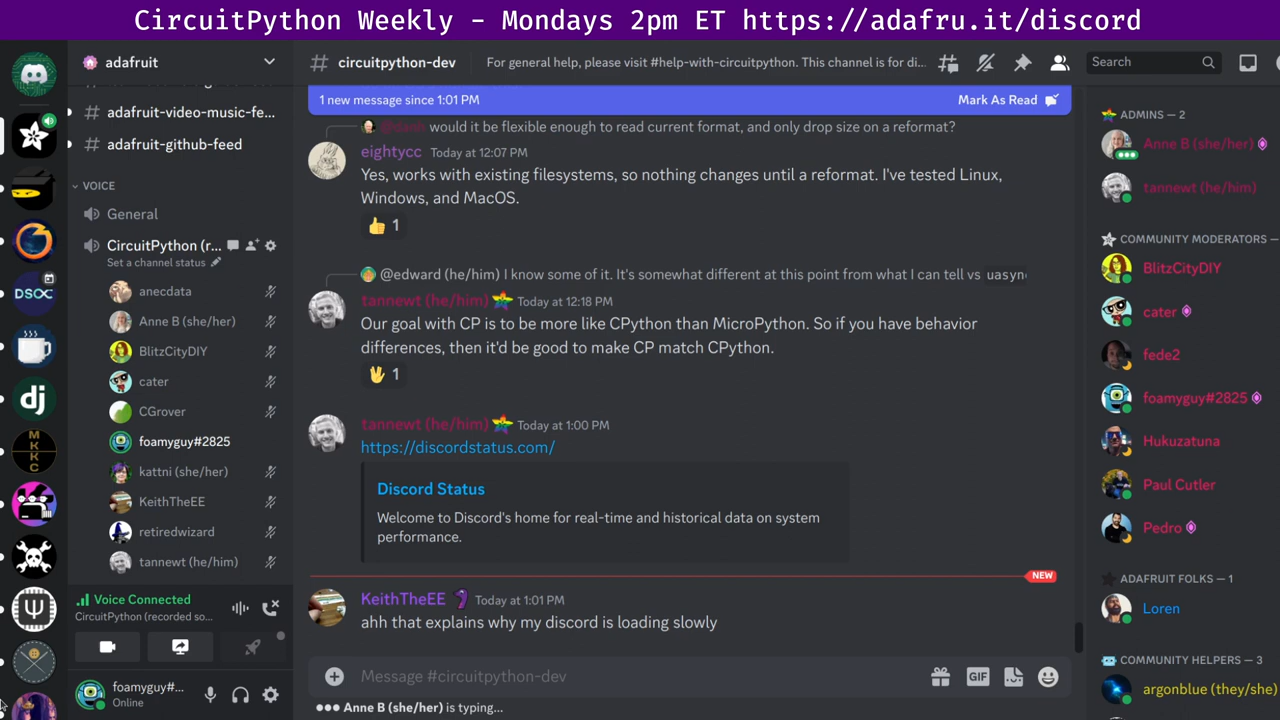 CircuitPython Weekly - Mondays 2pm ET https://adafru.it/discord
adafruit
adafruit-video-music-fe...
adafruit-github-feed
VOICE
General
CircuitPython (r...
Set a channel status
anecdata
Anne B (she/her)
BlitzCityDIY
cater
CGrover
foamyguy#2825
kattni (she/her)
KeithTheEE
retiredwizard
tannewt (he/him)
Voice Connected
CircuitPython (recorded so...
foamyguy#...
Online
circuitpython-dev
For general help, please visit #help-with-circuitpython. This channel is for di...
1 new message since 1:01 PM
Mark As Read
would it be flexible enough to read current format, and only drop size on a reformat?
eightycc Today at 12:07 PM
Yes, works with existing filesystems, so nothing changes until a reformat. I've tested Linux,
Windows, and MacOS.
1
@edward (he/him) I know some of it. It's somewhat different at this point from what I can tell vs uasync
tannewt (he/him) Today at 12:18 PM
Our goal with CP is to be more like CPython than MicroPython. So if you have behavior
differences, then it'd be good to make CP match CPython.
1
tannewt (he/him) Today at 1:00 PM
https://discordstatus.com/
Discord Status
Welcome to Discord's home for real-time and historical data on system
performance.
NEW
KeithTheEE Today at 1:01 PM
ahh that explains why my discord is loading slowly
Message #circuitpython-dev
GIF
Anne B (she/her) is typing...
Search
ADMINS — 2
Anne B (she/her)
tannewt (he/him)
COMMUNITY MODERATORS —
BlitzCityDIY
cater
fede2
foamyguy#2825
Hukuzatuna
Paul Cutler
Pedro
ADAFRUIT FOLKS — 1
Loren
COMMUNITY HELPERS — 3
argonblue (they/she)
DSOC
dj
M K
K C